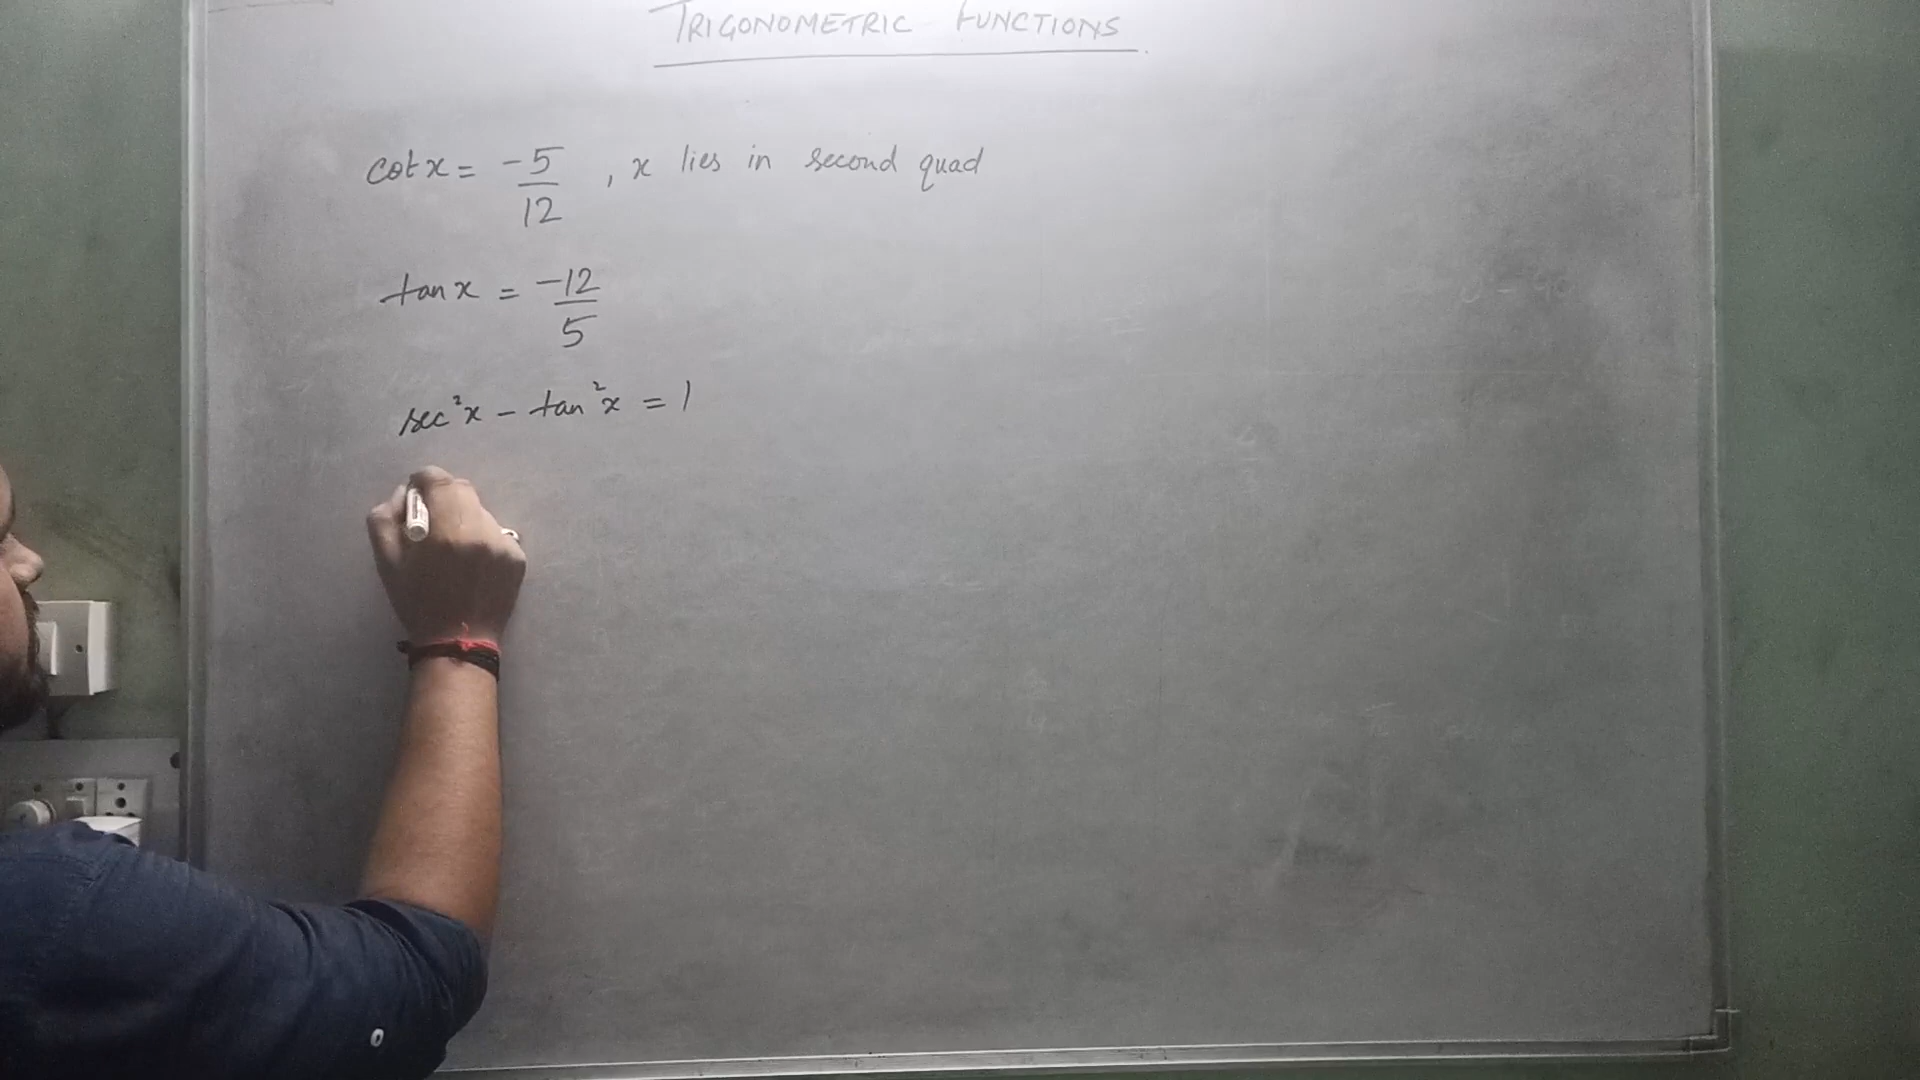 TRIGONOMETRIC FUNCTIONS
cot x = -5/12 , x lies in second quad
tan x = -12/5
sec²x - tan²x = 1